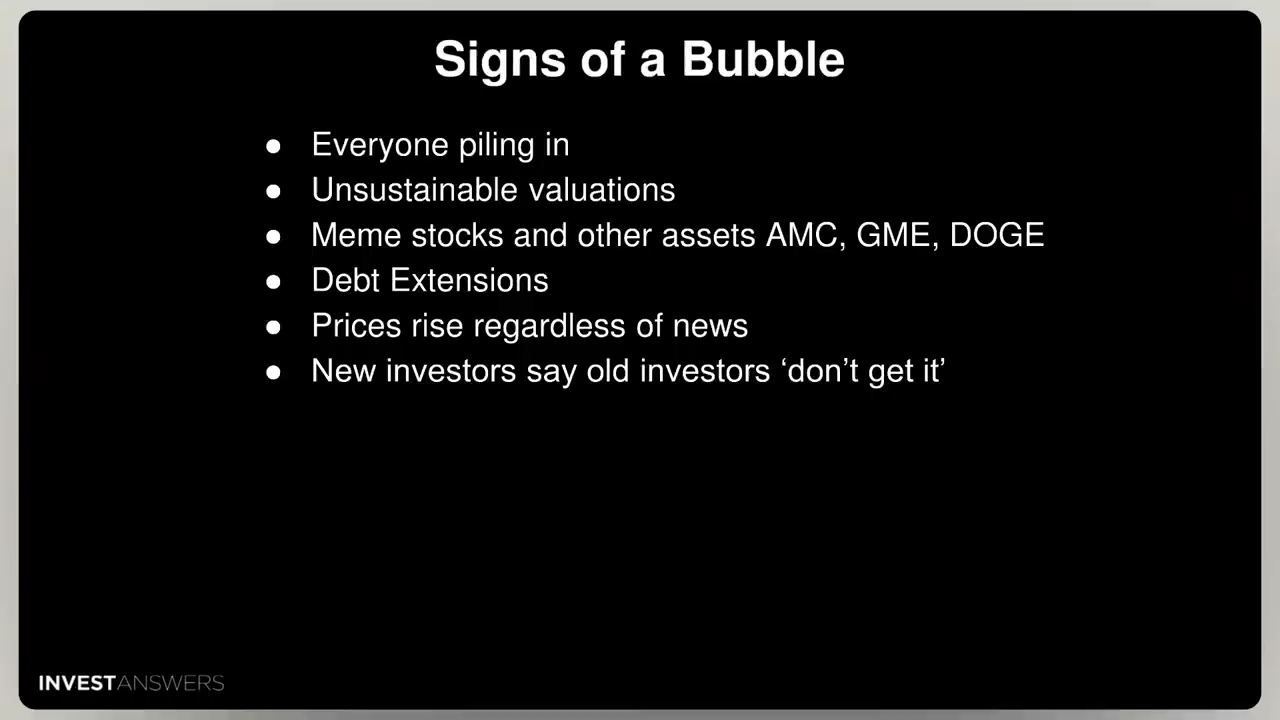 Signs of a Bubble
● Everyone piling in
● Unsustainable valuations
● Meme stocks and other assets AMC, GME, DOGE
● Debt Extensions
● Prices rise regardless of news
● New investors say old investors ‘don’t get it’
INVESTANSWERS